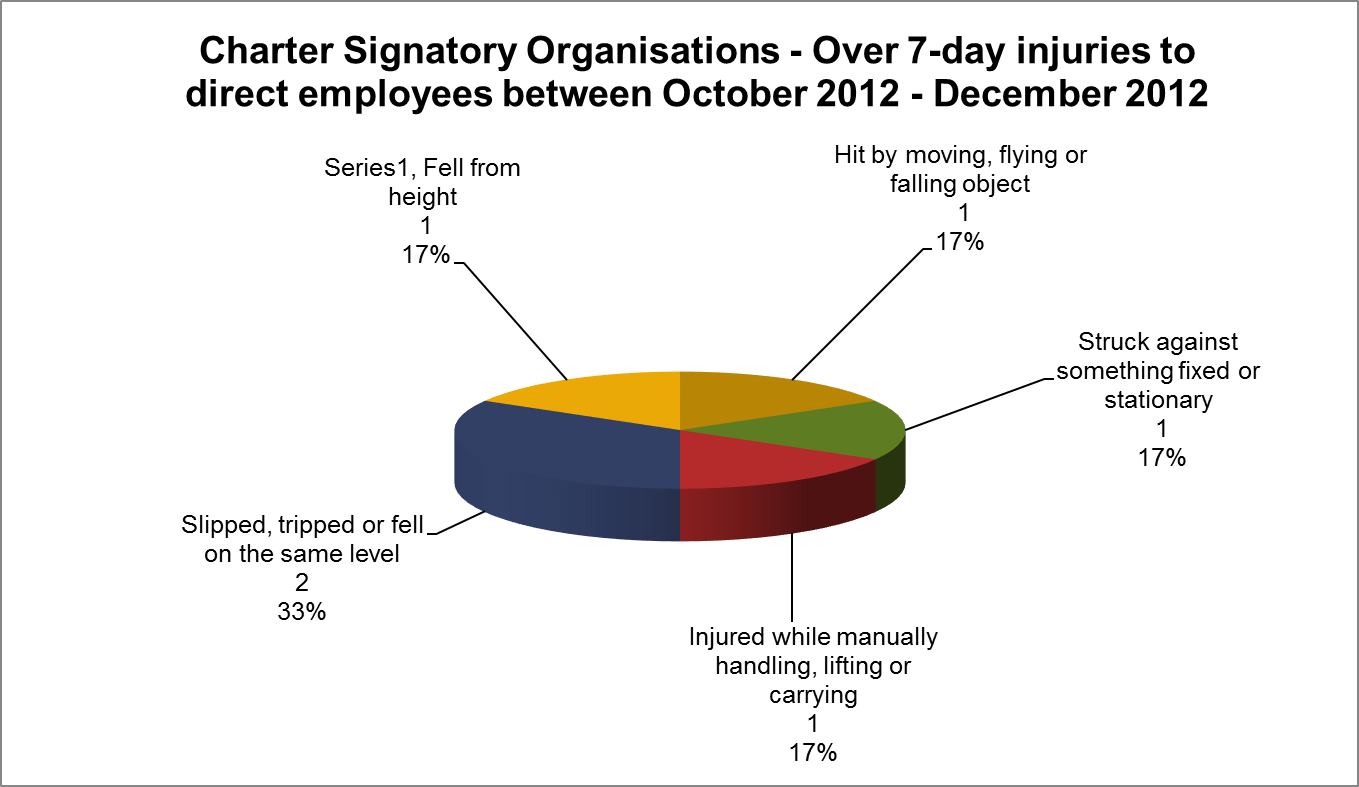 Charter Signatory Organisations - Over 7-day injuries to
direct employees between October 2012 - December 2012
Series1, Fell from
height
1
17%
Hit by moving, flying or
falling object
1
17%
Struck against
something fixed or
stationary
1
17%
Slipped, tripped or fell
on the same level
2
33%
Injured while manually
handling, lifting or
carrying
1
17%